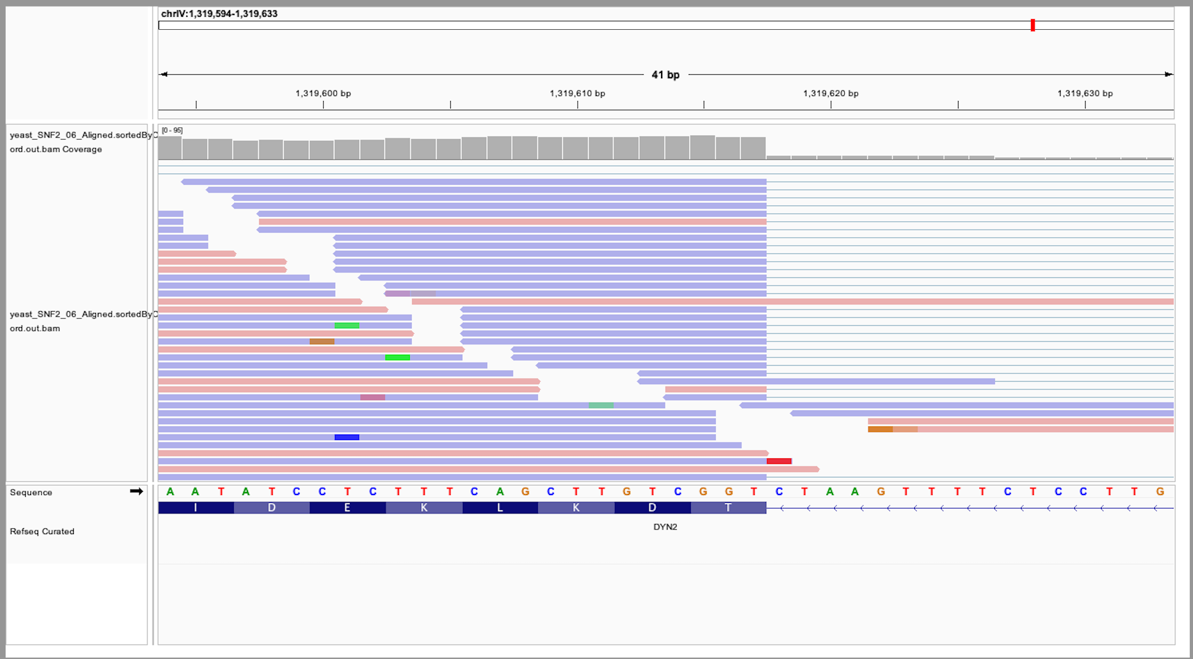 chrIV:1,319,594-1,319,633
41 bp
1,319,600 bp 1,319,610 bp 1,319,620 bp 1,319,630 bp
yeast_SNF2_06_Aligned.sortedByC
ord.out.bam Coverage
[0 - 95]
yeast_SNF2_06_Aligned.sortedByC
ord.out.bam
Sequence A A T A T C C T C T T T C A G C T T G T C G G T C T A A G T T T T C T C C T T G
I D E K L K D T
Refseq Curated
DYN2